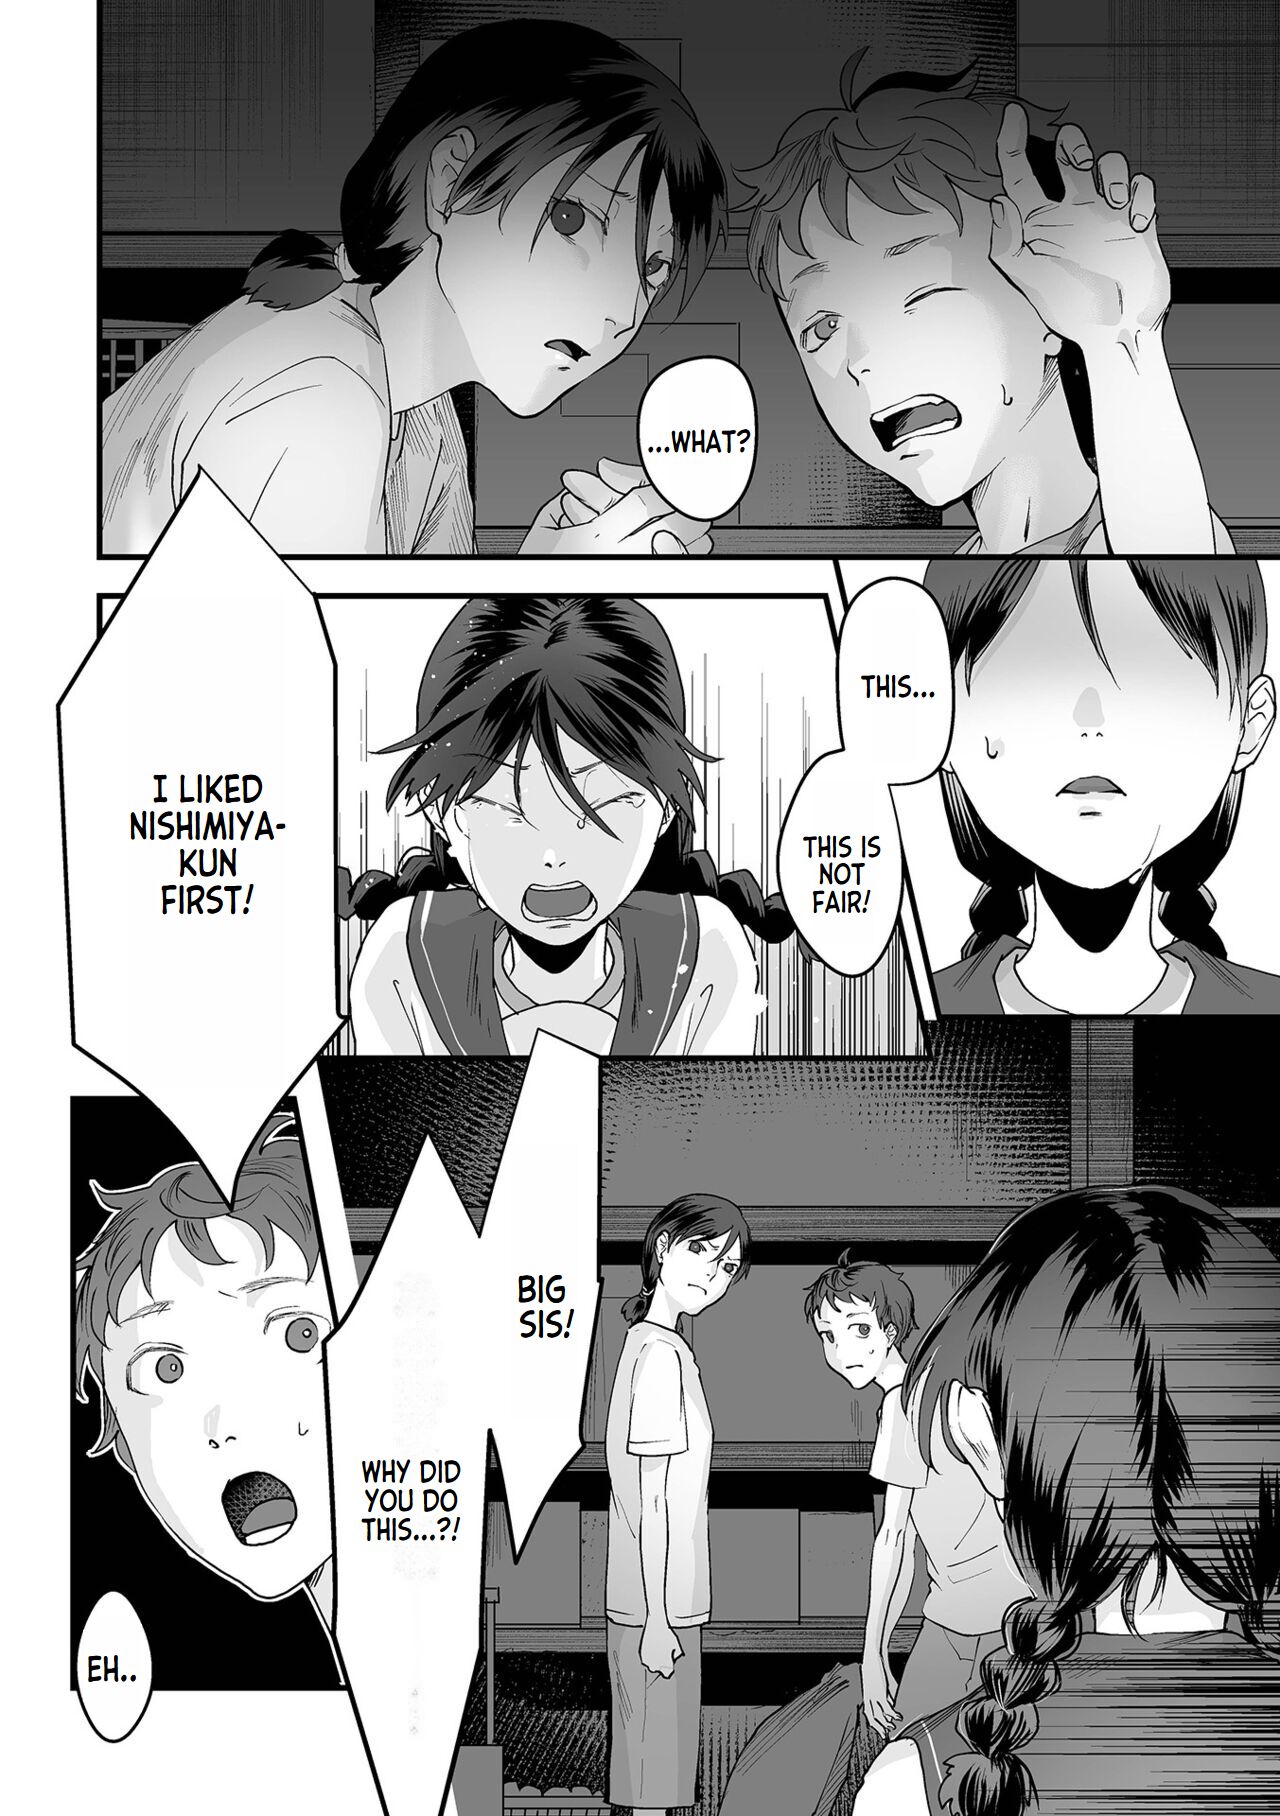 ...WHAT?
THIS...
THIS IS
NOT
FAIR!
I LIKED
NISHIMIYA-
KUN
FIRST!
BIG
SIS!
WHY DID
YOU DO
THIS...?!
EH..